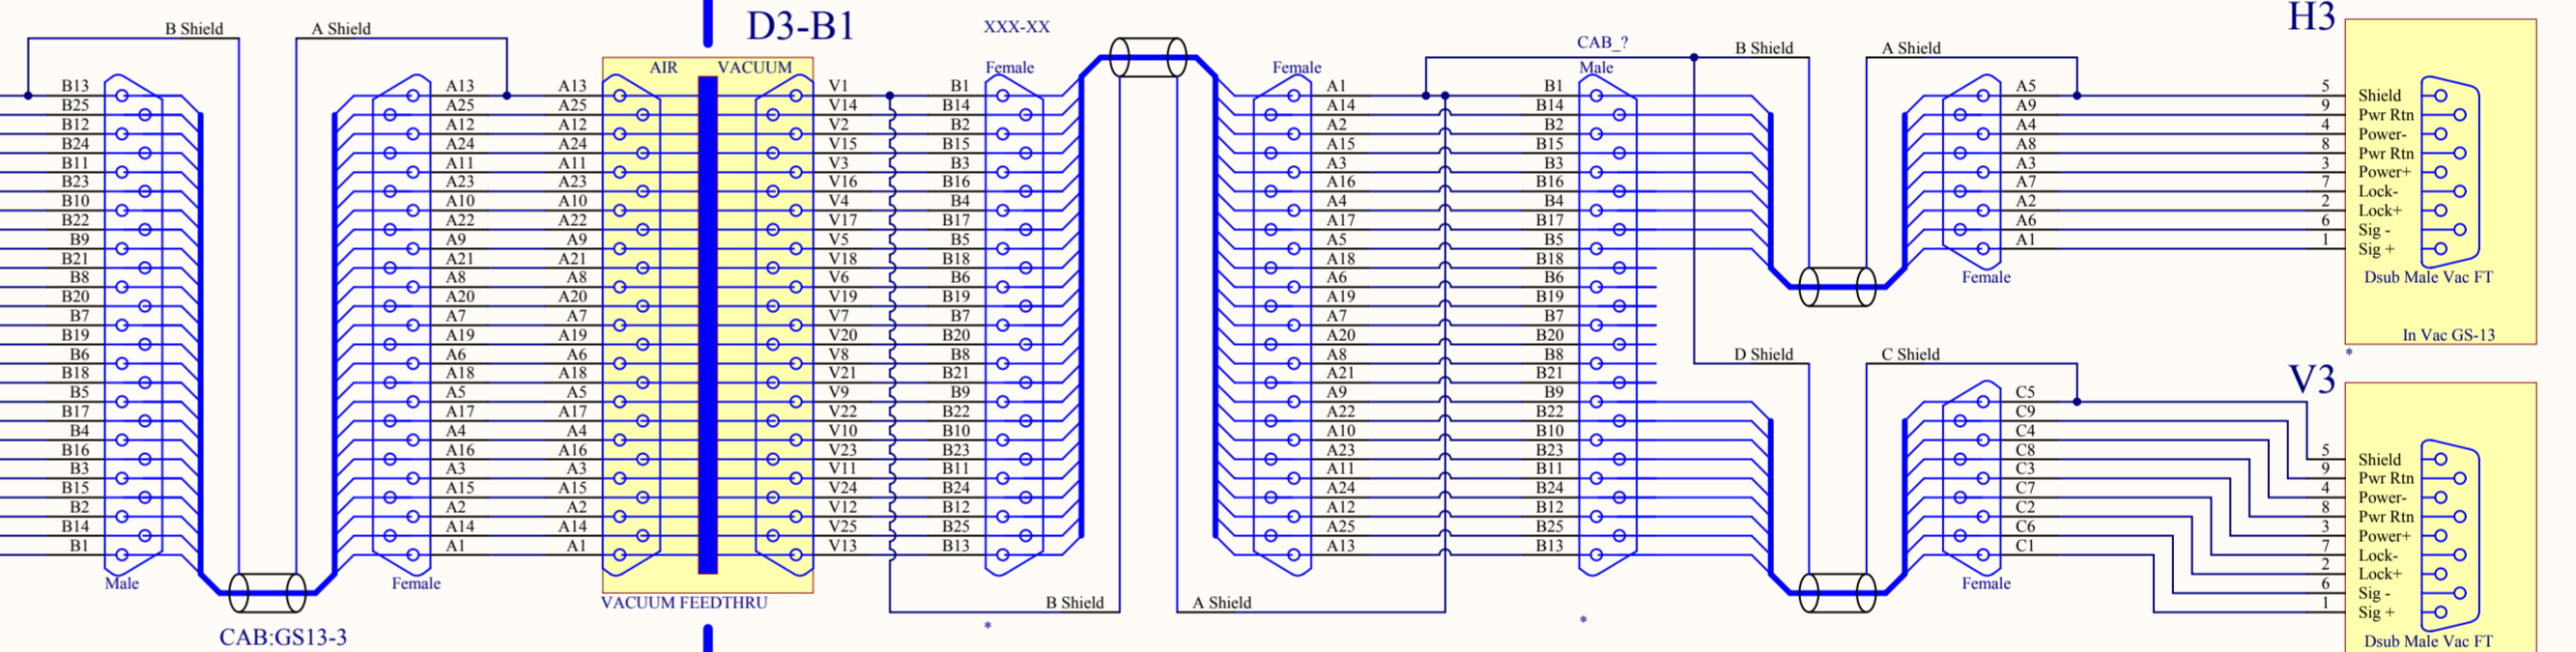 H3
D3-B1
XXX-XX
B Shield
A Shield
CAB_?
B Shield
A Shield
AIR
VACUUM
Female
Female
Male
B13 A13 A13 V1 B1 A1 B1 A5 5 Shield
B25 A25 A25 V14 B14 A14 B14 A9 9 Pwr Rtn
B12 A12 A12 V2 B2 A2 B2 A4 4 Power-
B24 A24 A24 V15 B15 A15 B15 A8 8 Pwr Rtn
B11 A11 A11 V3 B3 A3 B3 A3 3 Power+
B23 A23 A23 V16 B16 A16 B16 A7 7 Lock-
B10 A10 A10 V4 B4 A4 B4 A2 2 Lock+
B22 A22 A22 V17 B17 A17 B17 A6 6 Sig -
B9 A9 A9 V5 B5 A5 B5 A1 1 Sig +
B21 A21 A21 V18 B18 A18 B18
Female
Dsub Male Vac FT
B8 A8 A8 V6 B6 A6 B6
B20 A20 A20 V19 B19 A19 B19
B7 A7 A7 V7 B7 A7 B7
B19 A19 A19 V20 B20 A20 B20
In Vac GS-13
*
B6 A6 A6 V8 B8 A8 B8
D Shield
C Shield
B18 A18 A18 V21 B21 A21 B21
V3
B5 A5 A5 V9 B9 A9 B9 C5
B17 A17 A17 V22 B22 A22 B22 C9
B4 A4 A4 V10 B10 A10 B10 C4
B16 A16 A16 V23 B23 A23 B23 C8 5 Shield
B3 A3 A3 V11 B11 A11 B11 C3 9 Pwr Rtn
B15 A15 A15 V24 B24 A24 B24 C7 4 Power-
B2 A2 A2 V12 B12 A12 B12 C2 8 Pwr Rtn
B14 A14 A14 V25 B25 A25 B25 C6 3 Power+
B1 A1 A1 V13 B13 A13 B13 C1 7 Lock-
2 Lock+
6 Sig -
1 Sig +
Male
Female
Female
VACUUM FEEDTHRU
B Shield
A Shield
*
*
CAB:GS13-3
Dsub Male Vac FT